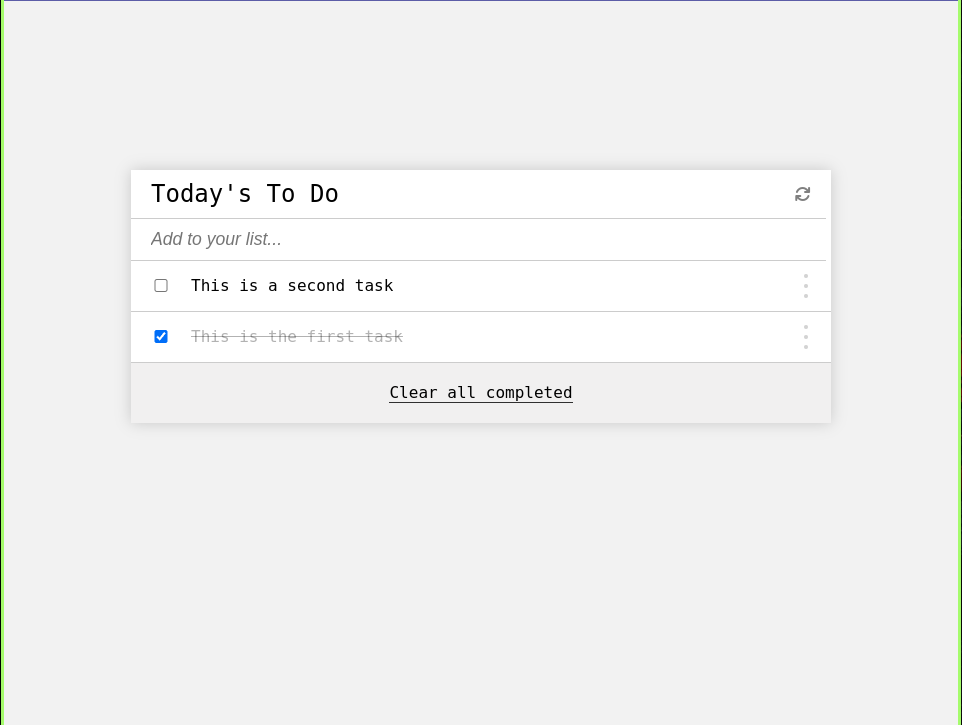 Today's To Do
Add to your list...
This is a second task
This is the first task
Clear all completed